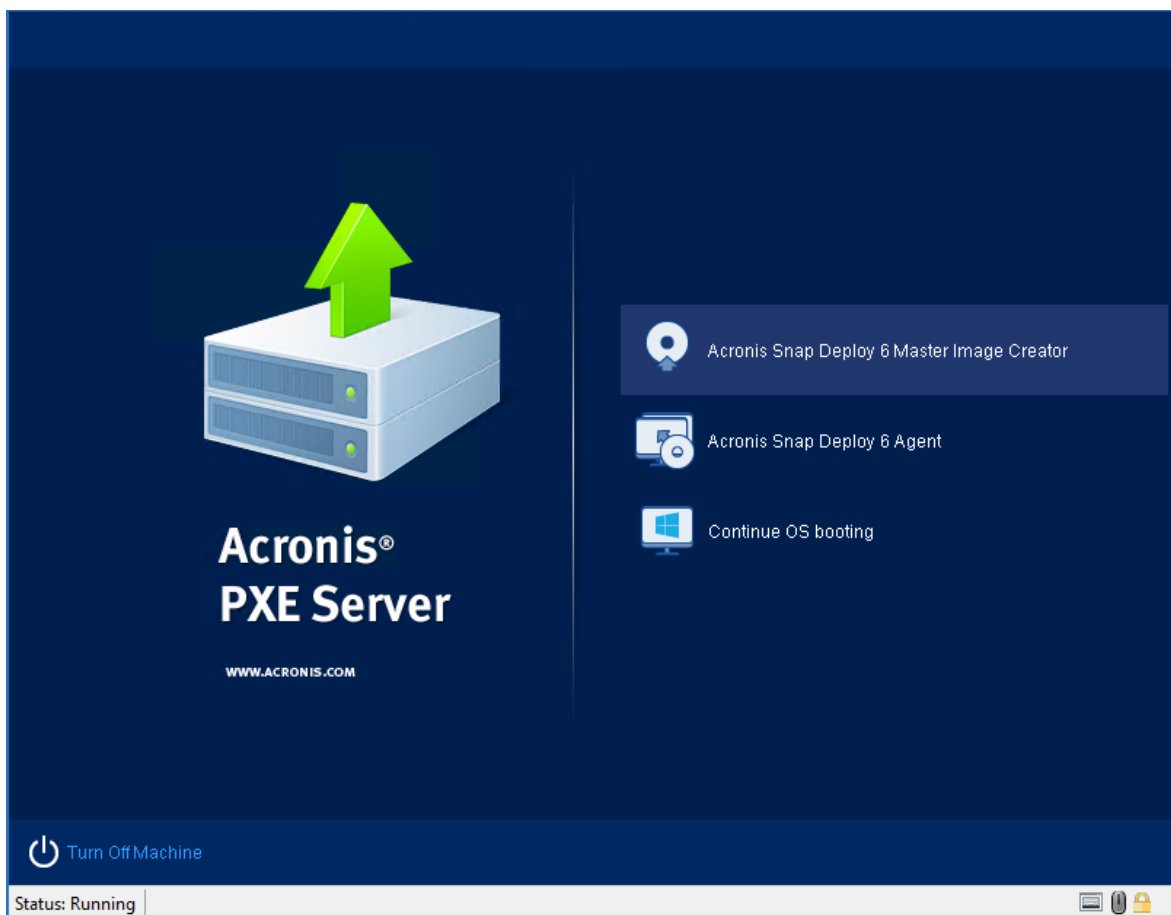 Acronis Snap Deploy 6 Master Image Creator
Acronis Snap Deploy 6 Agent
Continue OS booting
Acronis®
PXE Server
WWW.ACRONIS.COM
Turn Off Machine
Status: Running